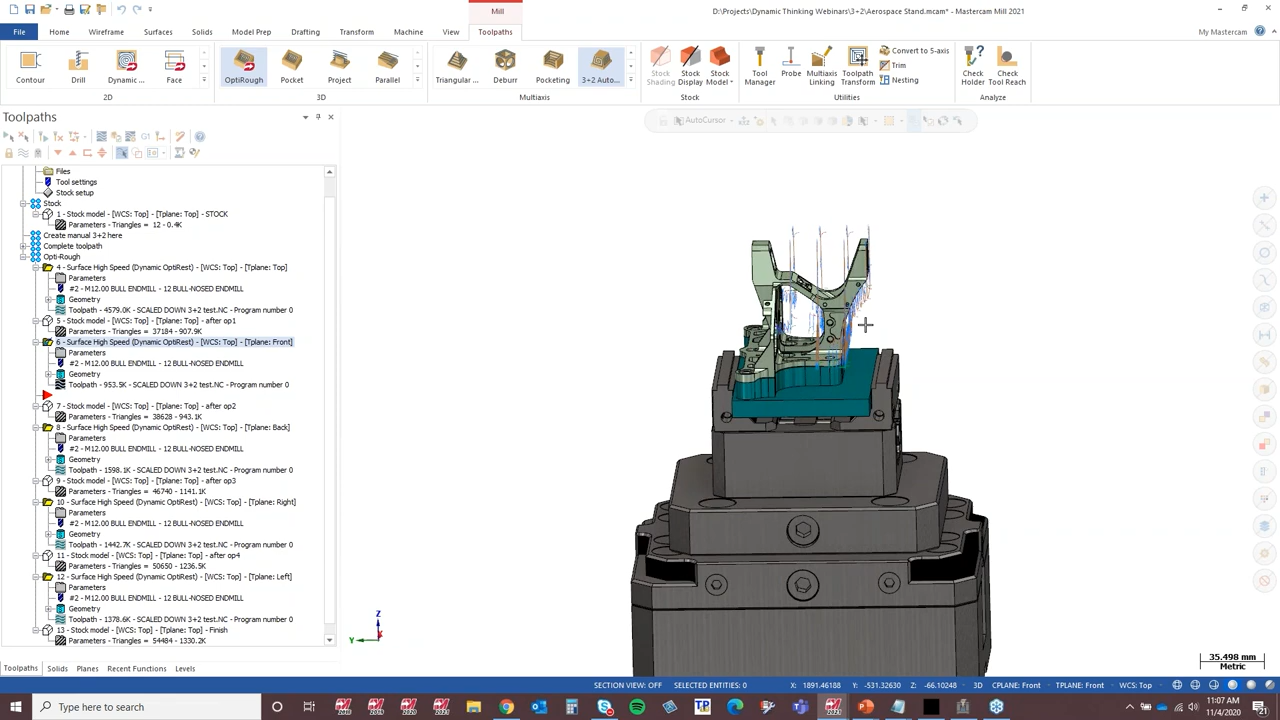 Mill
D:\Projects\Dynamic Thinking Webinars\3+2\Aerospace Stand.mcam* - Mastercam Mill 2021
File Home Wireframe Surfaces Solids Model Prep Drafting Transform Machine View Toolpaths My Mastercam
Contour Drill Dynamic ... Face OptiRough Pocket Project Parallel Triangular ... Deburr Pocketing 3+2 Auto... Stock Shading Stock Display Stock Model Tool Manager Probe Multiaxis Linking Toolpath Transform Convert to 5-axis Trim Nesting Check Holder Check Tool Reach
2D 3D Multiaxis Stock Utilities Analyze
Toolpaths
AutoCursor
G1
Files
Tool settings
Stock setup
Stock
1 - Stock model - [WCS: Top] - [Tplane: Top] - STOCK
Parameters - Triangles = 12 - 0.4K
Create manual 3+2 here
Complete toolpath
Opti-Rough
4 - Surface High Speed (Dynamic OptiRest) - [WCS: Top] - [Tplane: Top]
Parameters
#2 - M12.00 BULL ENDMILL - 12 BULL-NOSED ENDMILL
Geometry
Toolpath - 4579.0K - SCALED DOWN 3+2 test.NC - Program number 0
5 - Stock model - [WCS: Top] - [Tplane: Top] - after op1
Parameters - Triangles = 37184 - 907.9K
6 - Surface High Speed (Dynamic OptiRest) - [WCS: Top] - [Tplane: Front]
Parameters
#2 - M12.00 BULL ENDMILL - 12 BULL-NOSED ENDMILL
Geometry
Toolpath - 953.5K - SCALED DOWN 3+2 test.NC - Program number 0
7 - Stock model - [WCS: Top] - [Tplane: Top] - after op2
Parameters - Triangles = 38628 - 943.1K
8 - Surface High Speed (Dynamic OptiRest) - [WCS: Top] - [Tplane: Back]
Parameters
#2 - M12.00 BULL ENDMILL - 12 BULL-NOSED ENDMILL
Geometry
Toolpath - 1598.1K - SCALED DOWN 3+2 test.NC - Program number 0
9 - Stock model - [WCS: Top] - [Tplane: Top] - after op3
Parameters - Triangles = 46740 - 1141.1K
10 - Surface High Speed (Dynamic OptiRest) - [WCS: Top] - [Tplane: Right]
Parameters
#2 - M12.00 BULL ENDMILL - 12 BULL-NOSED ENDMILL
Geometry
Toolpath - 1442.7K - SCALED DOWN 3+2 test.NC - Program number 0
11 - Stock model - [WCS: Top] - [Tplane: Top] - after op4
Parameters - Triangles = 50650 - 1236.5K
12 - Surface High Speed (Dynamic OptiRest) - [WCS: Top] - [Tplane: Left]
Parameters
#2 - M12.00 BULL ENDMILL - 12 BULL-NOSED ENDMILL
Geometry
Toolpath - 1378.6K - SCALED DOWN 3+2 test.NC - Program number 0
13 - Stock model - [WCS: Top] - [Tplane: Top] - Finish
Parameters - Triangles = 54484 - 1330.2K
Z
Y
X
35.498 mm
Metric
Toolpaths Solids Planes Recent Functions Levels
SECTION VIEW: OFF SELECTED ENTITIES: 0 X: 1891.46188 Y: -531.32630 Z: -66.10248 3D CPLANE: Front TPLANE: Front WCS: Top
Type here to search
2018 2019 2020 2021 2021
11:07 AM
11/4/2020